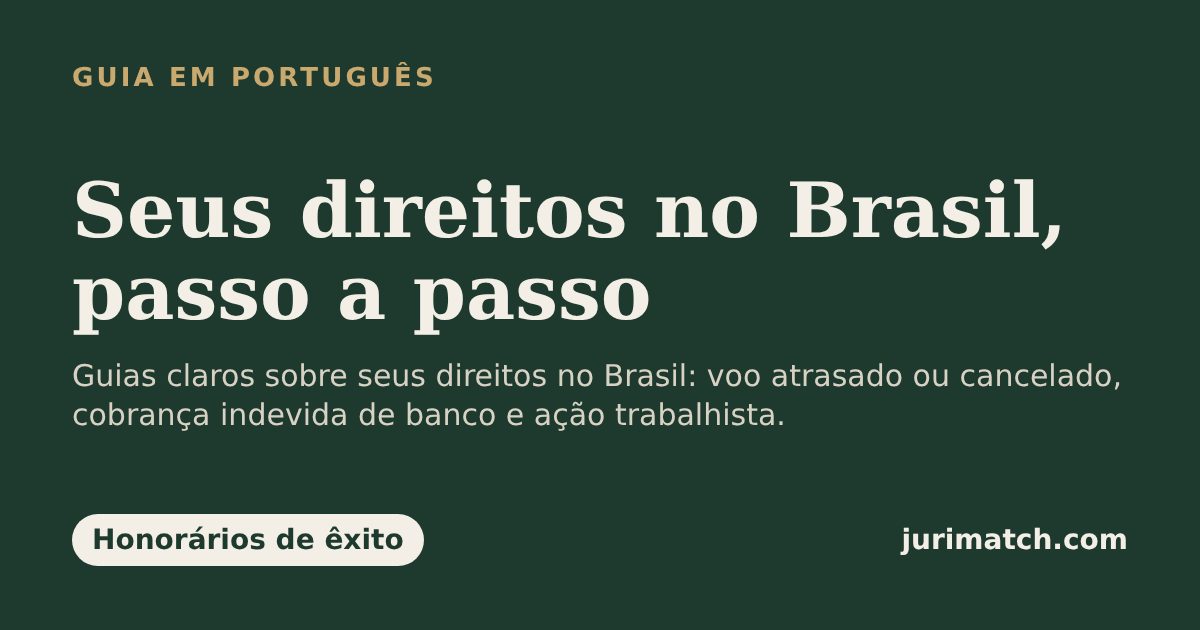 GUIA EM PORTUGUÊS
Seus direitos no Brasil,
passo a passo
Guias claros sobre seus direitos no Brasil: voo atrasado ou cancelado,
cobrança indevida de banco e ação trabalhista.
Honorários de êxito
jurimatch.com